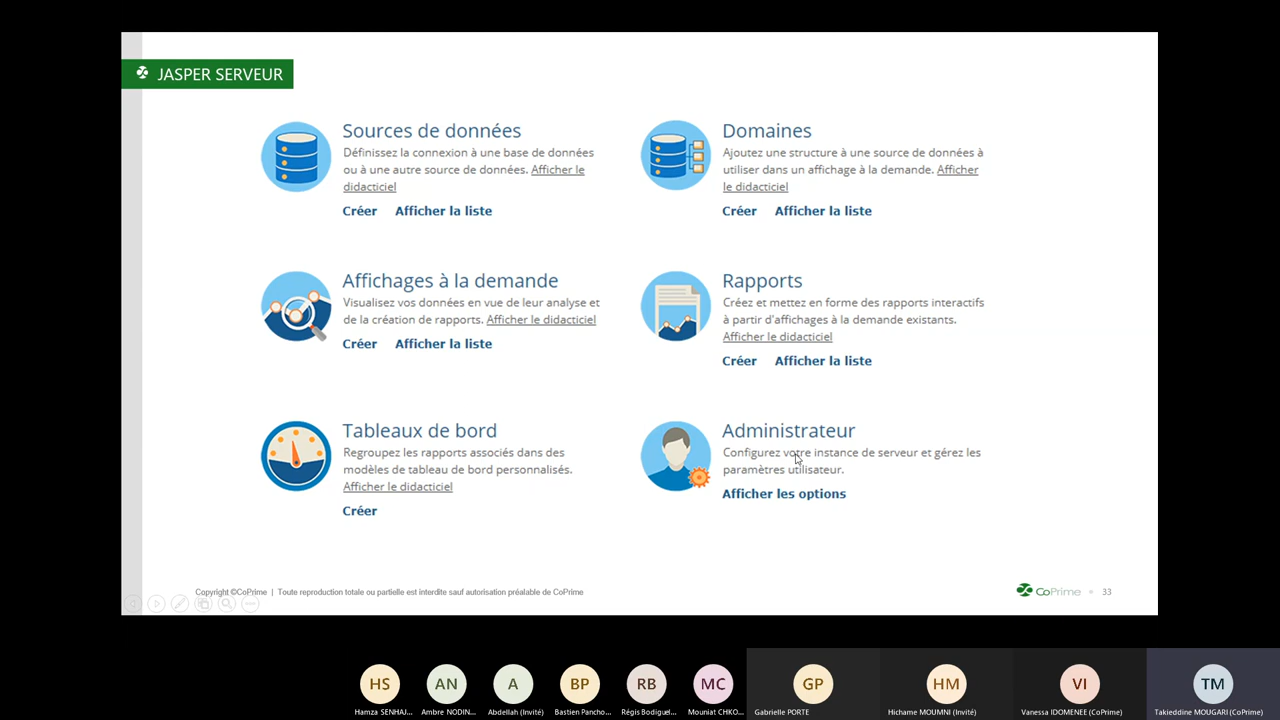 JASPER SERVEUR
Sources de données
Définissez la connexion à une base de données
ou à une autre source de données. Afficher le
didacticiel
Créer Afficher la liste
Domaines
Ajoutez une structure à une source de données à
utiliser dans un affichage à la demande. Afficher
le didacticiel
Créer Afficher la liste
Affichages à la demande
Visualisez vos données en vue de leur analyse et
de la création de rapports. Afficher le didacticiel
Créer Afficher la liste
Rapports
Créez et mettez en forme des rapports interactifs
à partir d'affichages à la demande existants.
Afficher le didacticiel
Créer Afficher la liste
Tableaux de bord
Regroupez les rapports associés dans des
modèles de tableau de bord personnalisés.
Afficher le didacticiel
Créer
Administrateur
Configurez votre instance de serveur et gérez les
paramètres utilisateur.
Afficher les options
Copyright ©CoPrime | Toute reproduction totale ou partielle est interdite sauf autorisation préalable de CoPrime
CoPrime 33
HS AN A BP RB MC GP HM VI TM
Hamza SENHAJ... Ambre NODIN... Abdellah (Invité) Bastien Pancho... Régis Bodiguel... Mouniat CHKO... Gabrielle PORTE Hichame MOUMNI (Invité) Vanessa IDOMENEE (CoPrime) Takieddine MOUGARI (CoPrime)